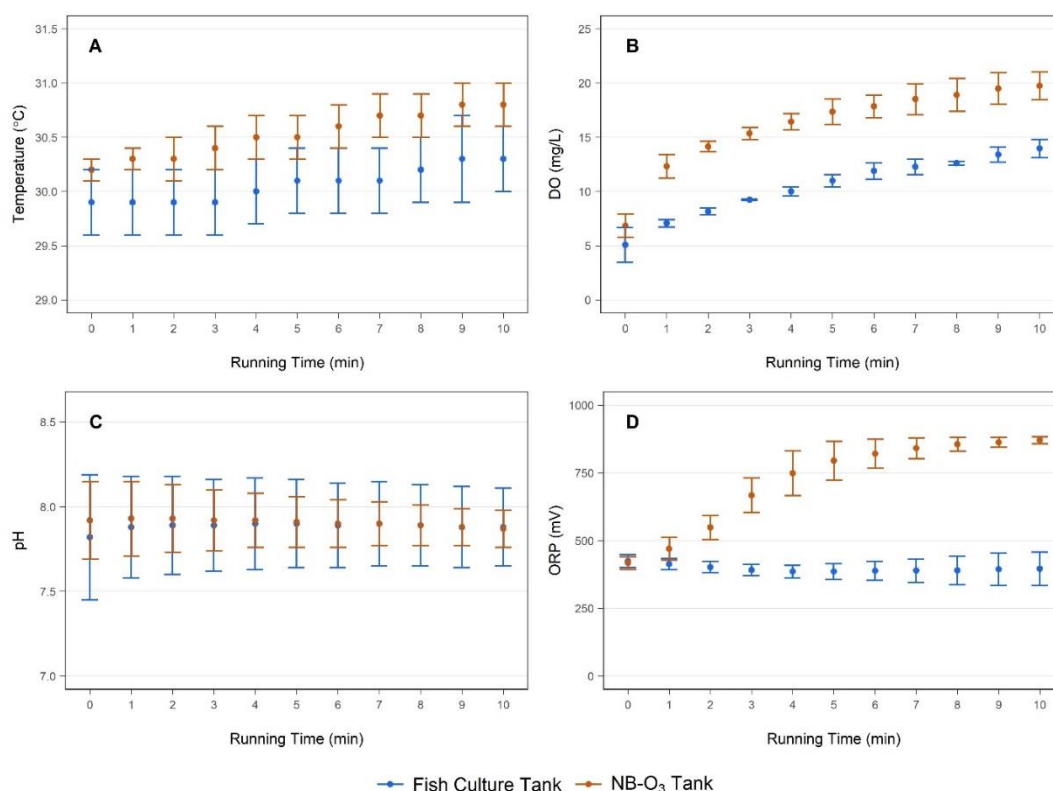 A
Temperature (°C)
31.5
31.0
30.5
30.0
29.5
29.0
0 1 2 3 4 5 6 7 8 9 10
Running Time (min)
B
DO (mg/L)
25
20
15
10
5
0
0 1 2 3 4 5 6 7 8 9 10
Running Time (min)
C
pH
8.5
8.0
7.5
7.0
0 1 2 3 4 5 6 7 8 9 10
Running Time (min)
D
ORP (mV)
1000
750
500
250
0
0 1 2 3 4 5 6 7 8 9 10
Running Time (min)
Fish Culture Tank NB-O₃ Tank